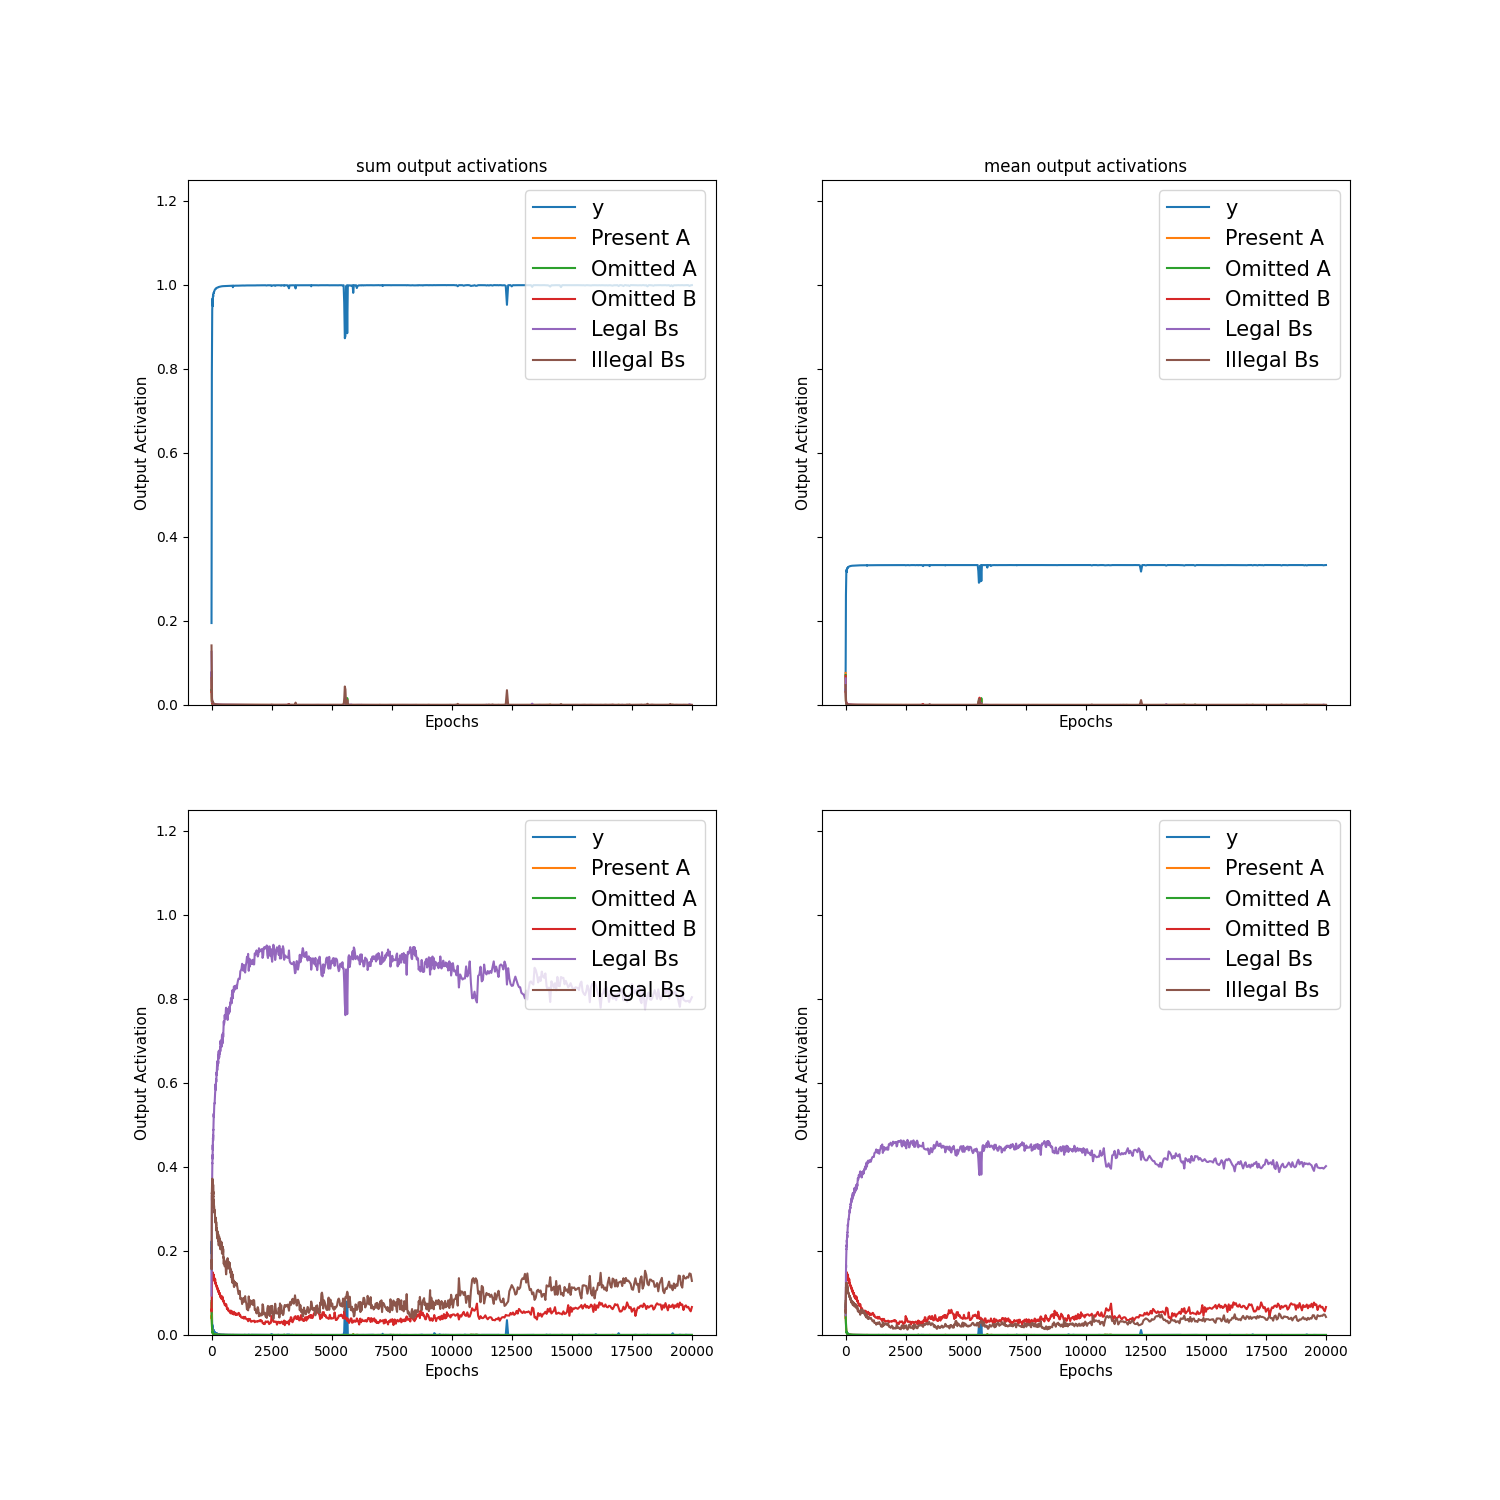 sum output activations
mean output activations
1.2
1.0
0.8
0.6
0.4
0.2
0.0
Output Activation
Epochs
y
Present A
Omitted A
Omitted B
Legal Bs
Illegal Bs
Output Activation
Epochs
y
Present A
Omitted A
Omitted B
Legal Bs
Illegal Bs
1.2
1.0
0.8
0.6
0.4
0.2
0.0
Output Activation
0 2500 5000 7500 10000 12500 15000 17500 20000
Epochs
y
Present A
Omitted A
Omitted B
Legal Bs
Illegal Bs
Output Activation
0 2500 5000 7500 10000 12500 15000 17500 20000
Epochs
y
Present A
Omitted A
Omitted B
Legal Bs
Illegal Bs